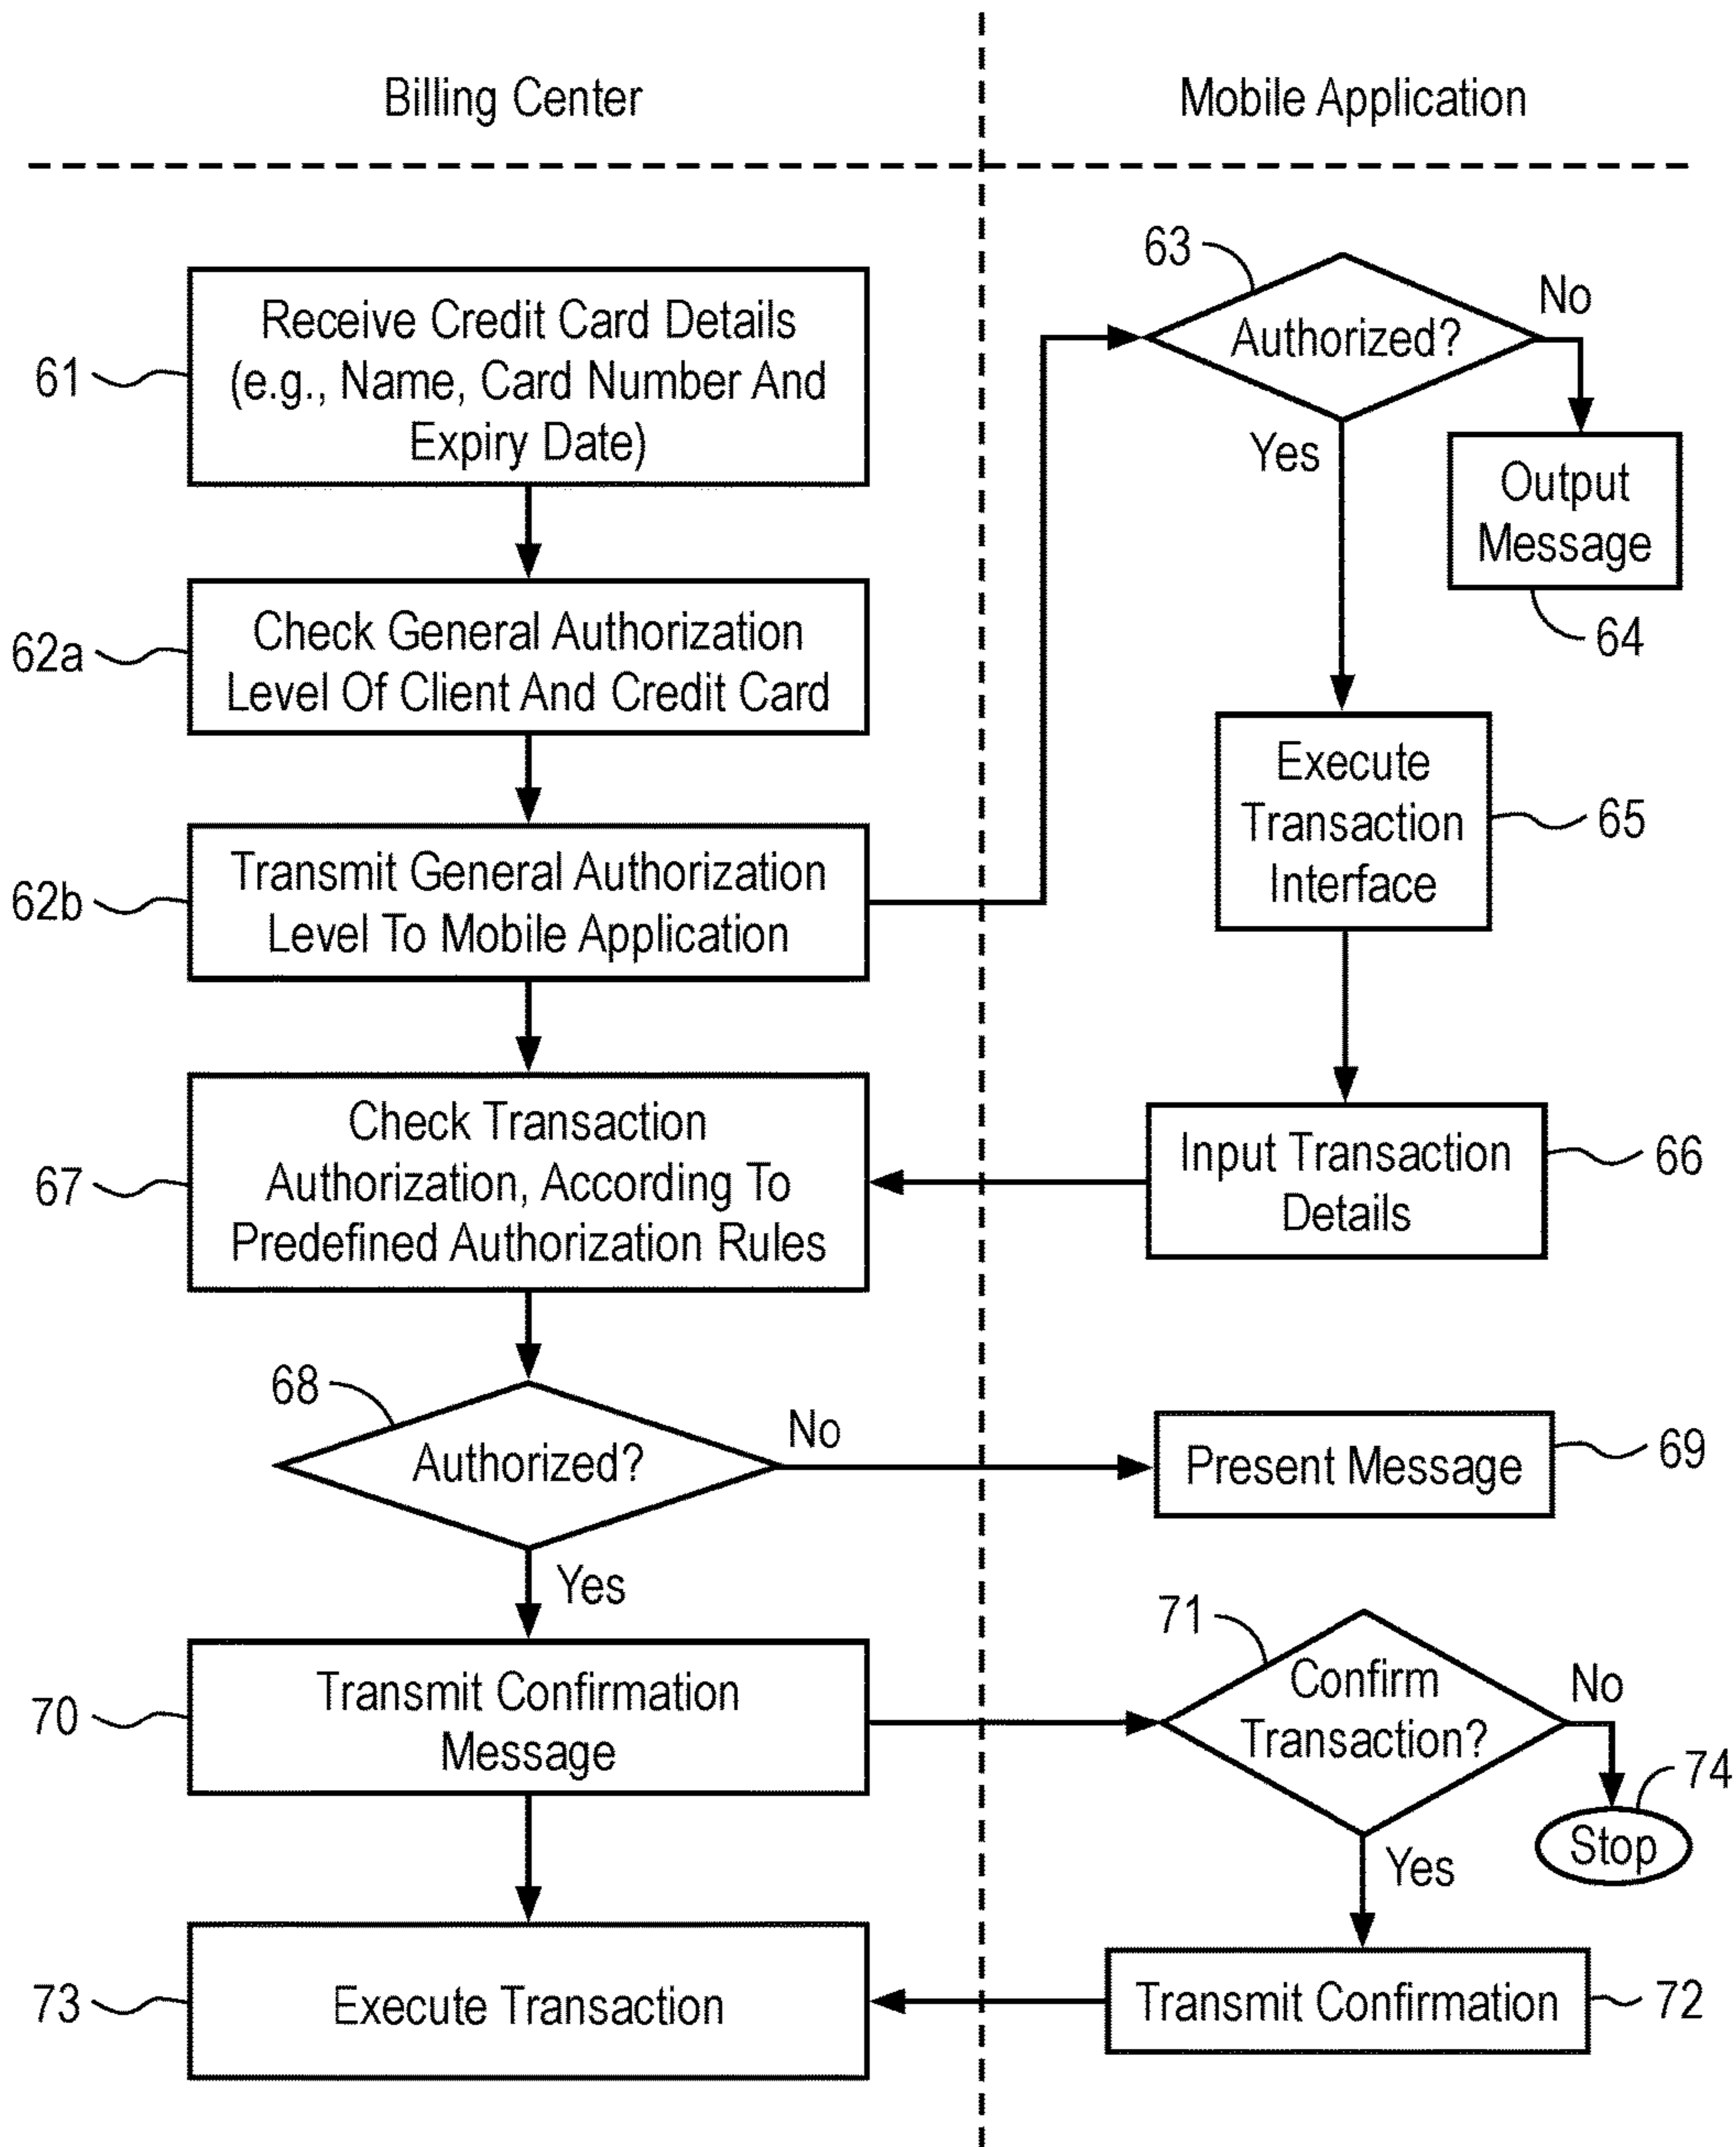 Billing Center
Mobile Application
61
Receive Credit Card Details
(e.g., Name, Card Number And
Expiry Date)
62a
Check General Authorization
Level Of Client And Credit Card
62b
Transmit General Authorization
Level To Mobile Application
63
Authorized?
No
Yes
Output
Message
64
Execute
Transaction
Interface
65
Input Transaction
Details
66
67
Check Transaction
Authorization, According To
Predefined Authorization Rules
68
Authorized?
No
Yes
Present Message
69
70
Transmit Confirmation
Message
71
Confirm
Transaction?
No
Yes
74
Stop
Transmit Confirmation
72
73
Execute Transaction